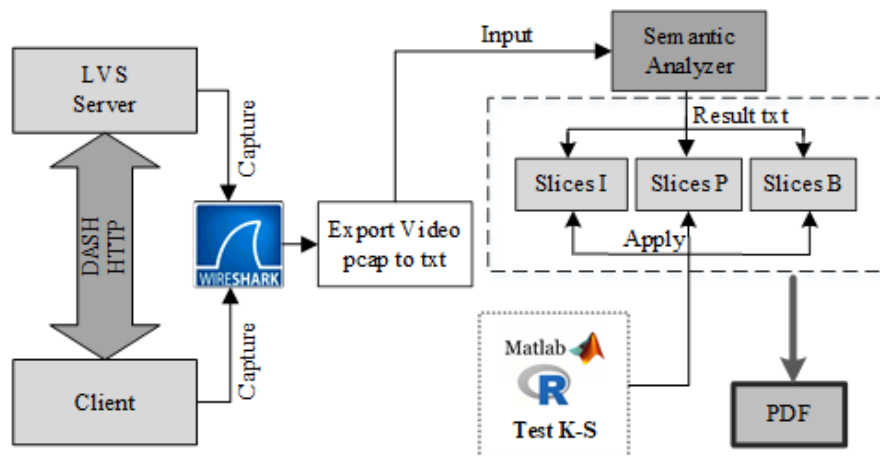 LVS
Server
Capture
DASH
HTTP
Client
Capture
WIRESHARK
Export Video
pcap to txt
Input
Semantic
Analyzer
Result txt
Slices I
Slices P
Slices B
Apply
Matlab
R
Test K-S
PDF